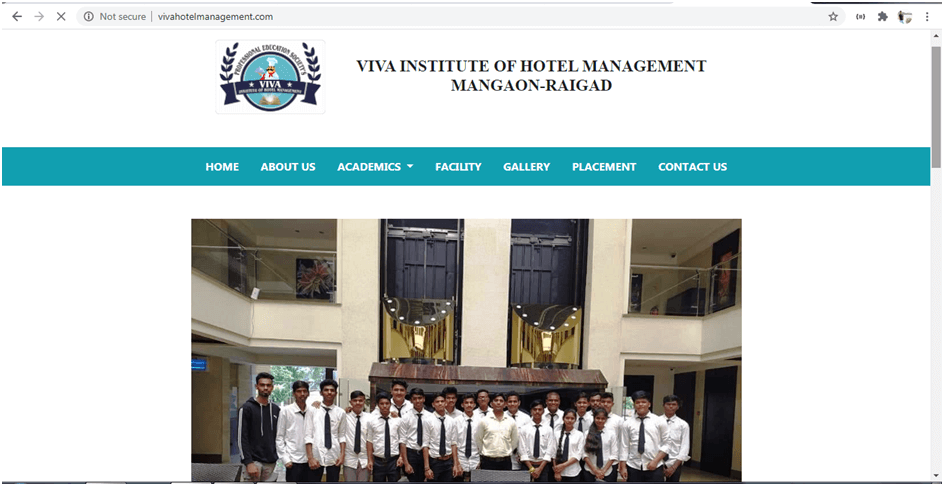 Not secure | vivahotelmanagement.com
PROFESSIONAL EDUCATION SOCIETY'S
VIVA
INSTITUTE OF HOTEL MANAGEMENT
VIVA INSTITUTE OF HOTEL MANAGEMENT
MANGAON-RAIGAD
HOME ABOUT US ACADEMICS FACILITY GALLERY PLACEMENT CONTACT US